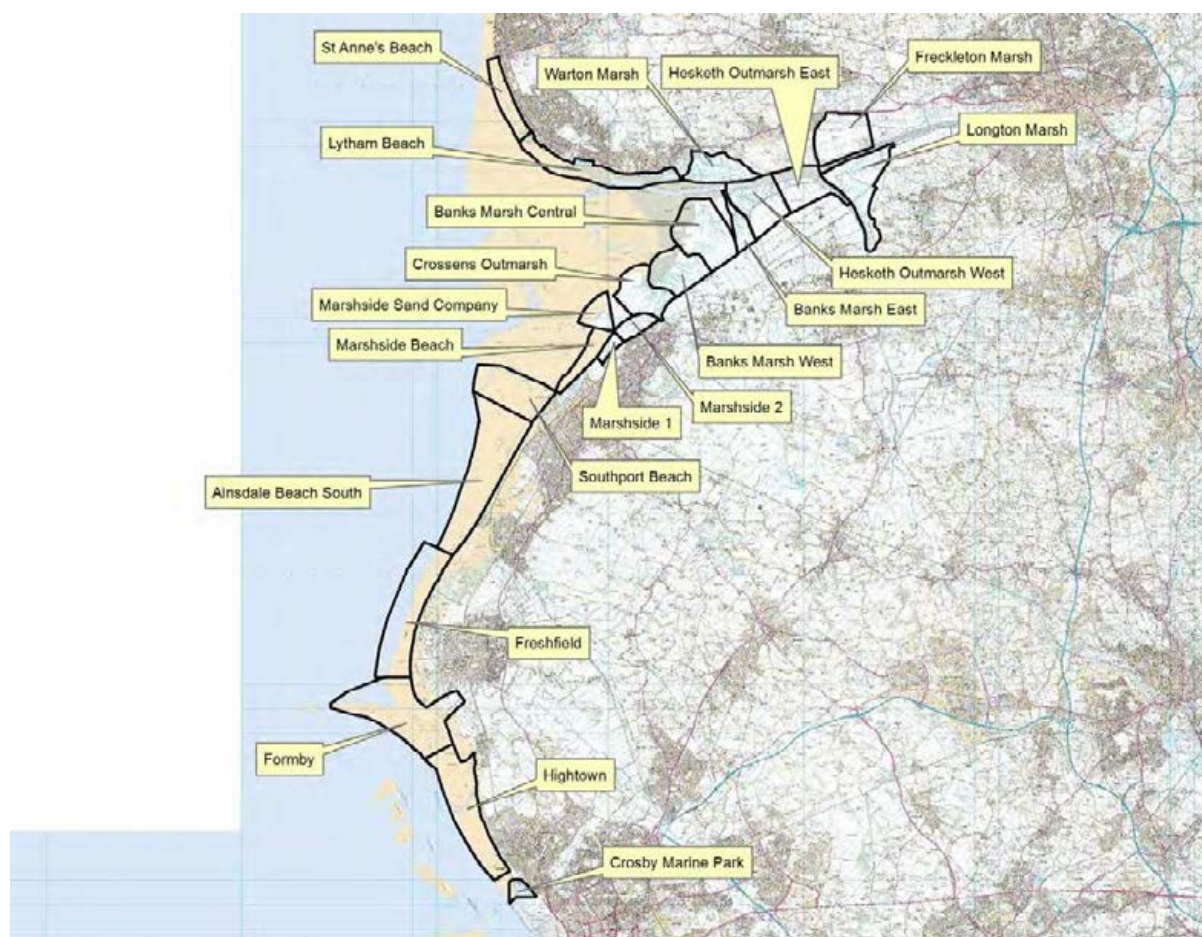 St Anne's Beach
Warton Marsh
Hesketh Outmarsh East
Freckleton Marsh
Lytham Beach
Longton Marsh
Banks Marsh Central
Crossens Outmarsh
Hesketh Outmarsh West
Marshside Sand Company
Banks Marsh East
Marshside Beach
Banks Marsh West
Marshside 2
Marshside 1
Southport Beach
Ainsdale Beach South
Freshfield
Formby
Hightown
Crosby Marine Park